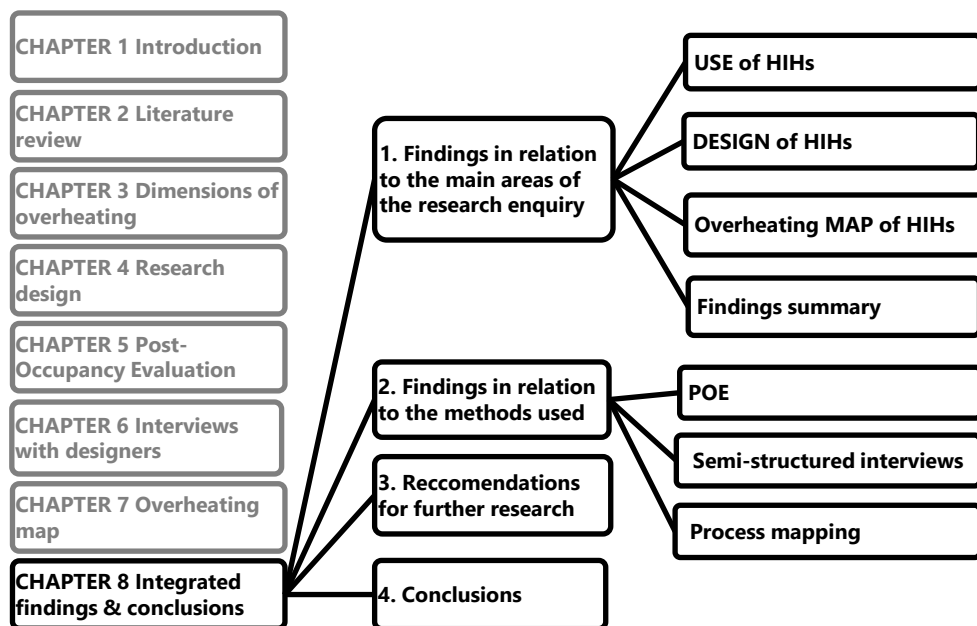 CHAPTER 1 Introduction
CHAPTER 2 Literature
review
CHAPTER 3 Dimensions of
overheating
CHAPTER 4 Research
design
CHAPTER 5 Post-
Occupancy Evaluation
CHAPTER 6 Interviews
with designers
CHAPTER 7 Overheating
map
CHAPTER 8 Integrated
findings & conclusions
1. Findings in relation
to the main areas of
the research enquiry
2. Findings in relation
to the methods used
3. Reccomendations
for further research
4. Conclusions
USE of HIHs
DESIGN of HIHs
Overheating MAP of HIHs
Findings summary
POE
Semi-structured interviews
Process mapping